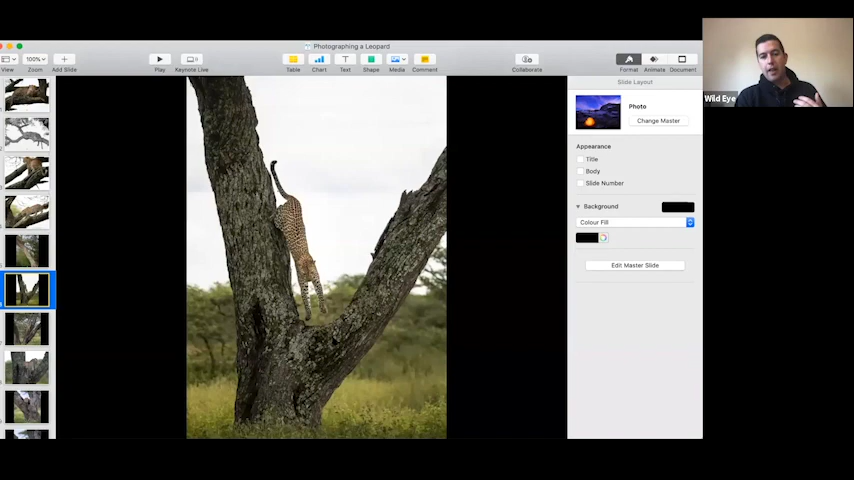 Photographing a Leopard
100%
View
Zoom
Add Slide
Play
Keynote Live
Table
Chart
Text
Shape
Media
Comment
Collaborate
Format
Animate
Document
Slide Layout
Photo
Change Master
Appearance
Title
Body
Slide Number
Background
Colour Fill
Edit Master Slide
Wild Eye